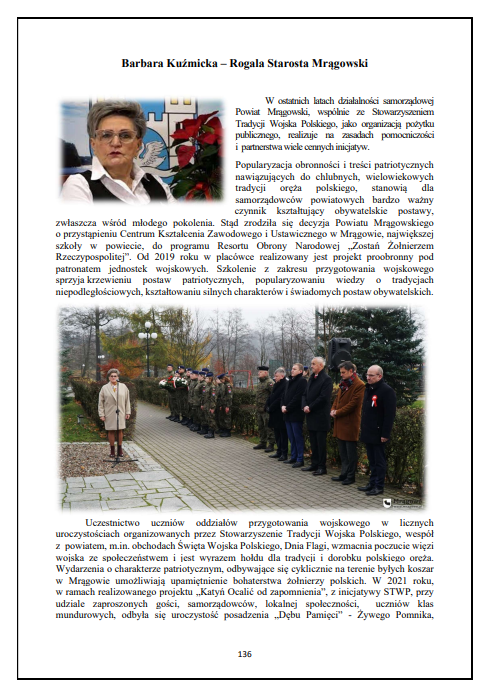 Barbara Kuźmicka – Rogala Starosta Mrągowski
W ostatnich latach działalności samorządowej
Powiat Mrągowski, wspólnie ze Stowarzyszeniem
Tradycji Wojska Polskiego, jako organizacją pożytku
publicznego, realizuje na zasadach pomocniczości
i partnerstwa wiele cennych inicjatyw.
Popularyzacja obronności i treści patriotycznych
nawiązujących do chlubnych, wielowiekowych
tradycji oręża polskiego, stanowią dla
samorządców powiatowych bardzo ważny
czynnik kształtujący obywatelskie postawy,
zwłaszcza wśród młodego pokolenia. Stąd zrodziła się decyzja Powiatu Mrągowskiego
o przystąpieniu Centrum Kształcenia Zawodowego i Ustawicznego w Mrągowie, największej
szkoły w powiecie, do programu Resortu Obrony Narodowej „Zostań Żołnierzem
Rzeczypospolitej”. Od 2019 roku w placówce realizowany jest projekt proobronny pod
patronatem jednostek wojskowych. Szkolenie z zakresu przygotowania wojskowego
sprzyja krzewieniu postaw patriotycznych, popularyzowaniu wiedzy o tradycjach
niepodległościowych, kształtowaniu silnych charakterów i świadomych postaw obywatelskich.
Uczestnictwo uczniów oddziałów przygotowania wojskowego w licznych
uroczystościach organizowanych przez Stowarzyszenie Tradycji Wojska Polskiego, wespół
z powiatem, m.in. obchodach Święta Wojska Polskiego, Dnia Flagi, wzmacnia poczucie więzi
wojska ze społeczeństwem i jest wyrazem hołdu dla tradycji i dorobku polskiego oręża.
Wydarzenia o charakterze patriotycznym, odbywające się cyklicznie na terenie byłych koszar
w Mrągowie umożliwiają upamiętnienie bohaterstwa żołnierzy polskich. W 2021 roku,
w ramach realizowanego projektu „Katyń Ocalić od zapomnienia”, z inicjatywy STWP, przy
udziale zaproszonych gości, samorządowców, lokalnej społeczności, uczniów klas
mundurowych, odbyła się uroczystość posadzenia „Dębu Pamięci” - Żywego Pomnika,
136